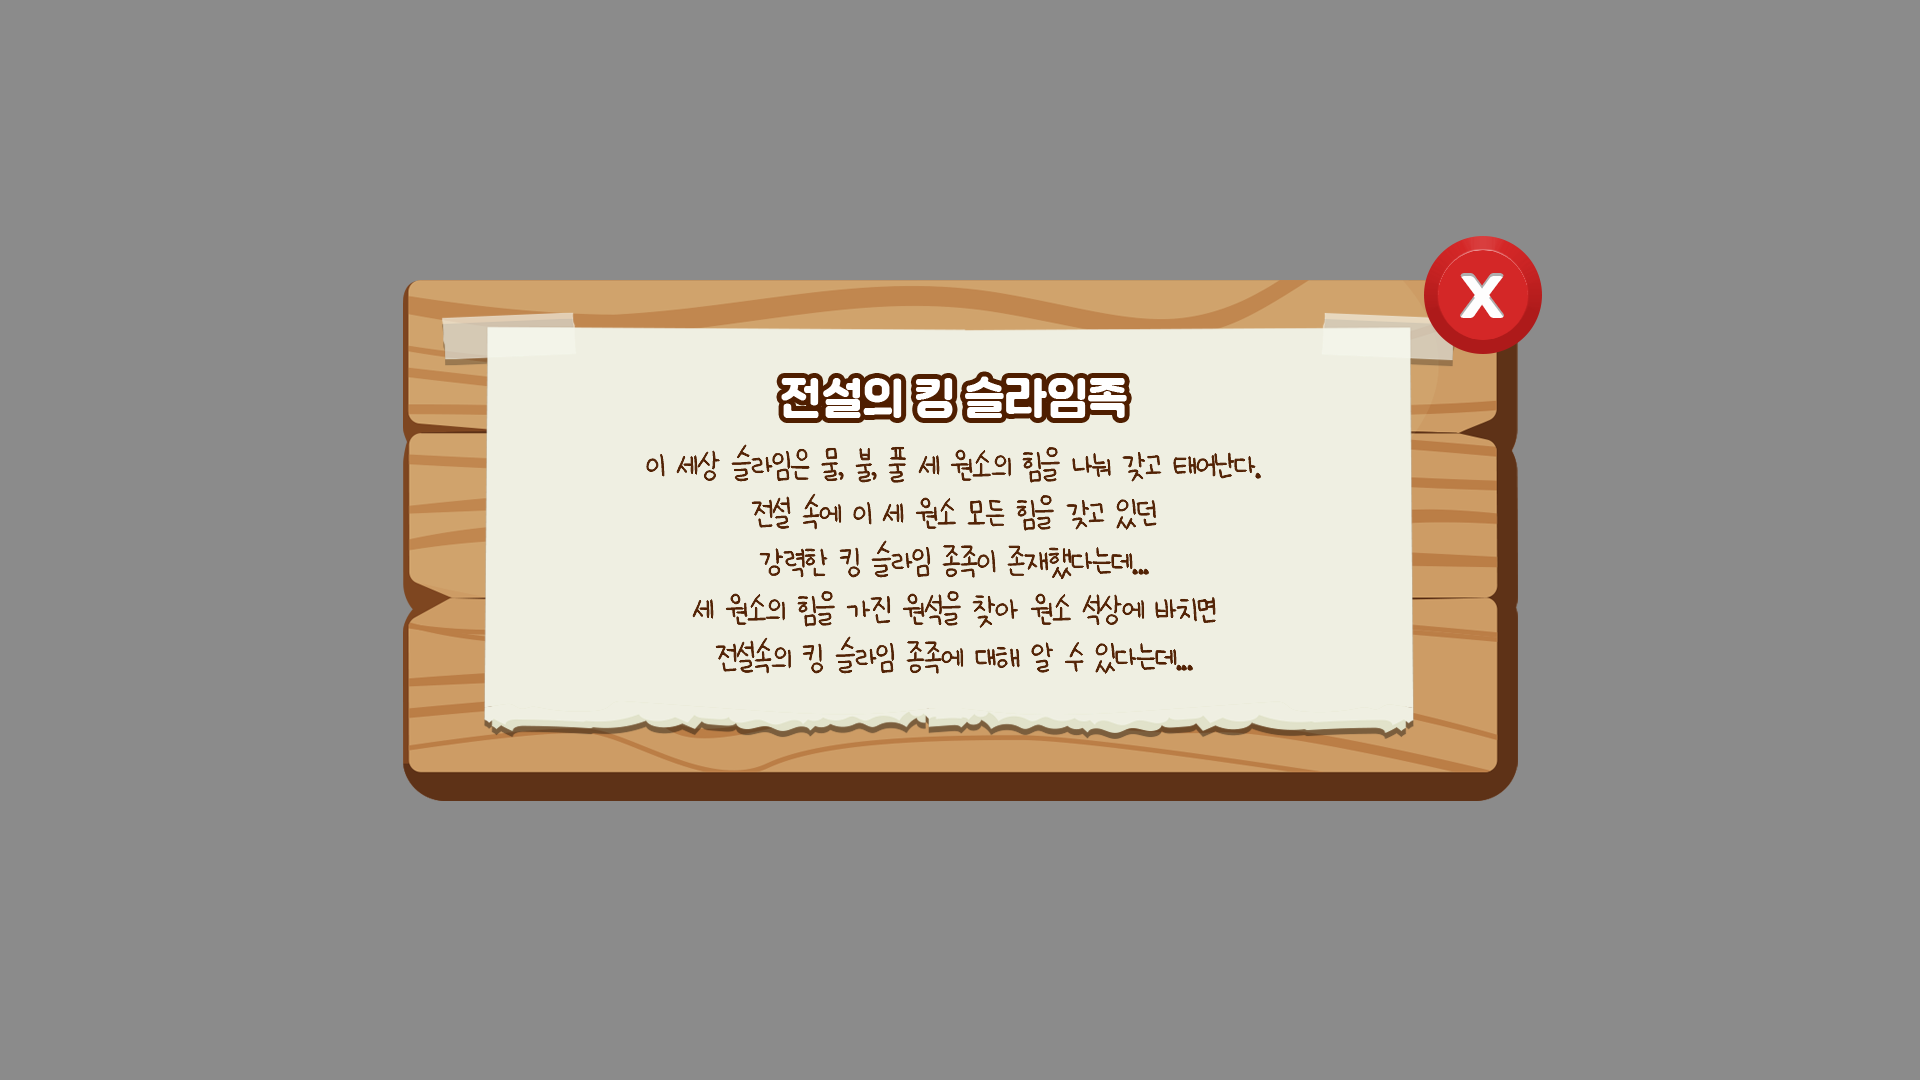 X
전설의 킹 슬라임족
이 세상 슬라임은 물, 불, 풀 세 원소의 힘을 나눠 갖고 태어난다.
전설 속에 이 세 원소 모든 힘을 갖고 있던
강력한 킹 슬라임 종족이 존재했다는데...
세 원소의 힘을 가진 원석을 찾아 원소 석상에 바치면
전설속의 킹 슬라임 종족에 대해 알 수 있다는데...